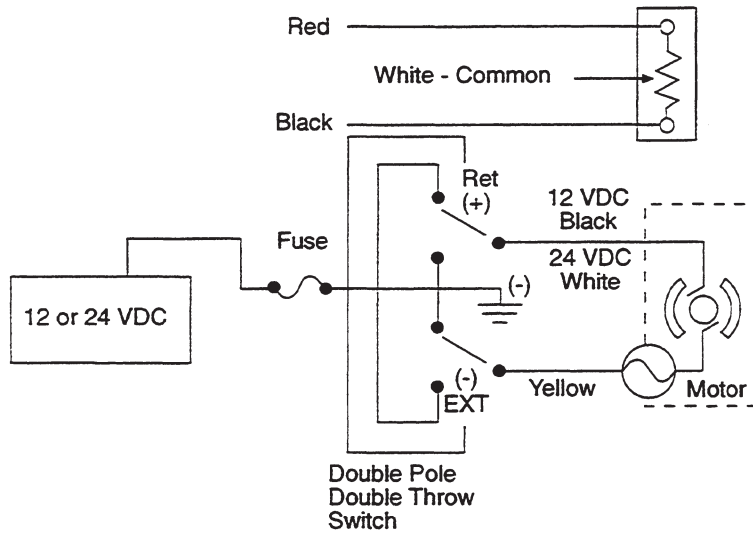 Red
White - Common
Black
Ret
(+)
12 VDC
Black
Fuse
24 VDC
White
(-)
12 or 24 VDC
(-)
EXT
Yellow
Motor
Double Pole
Double Throw
Switch